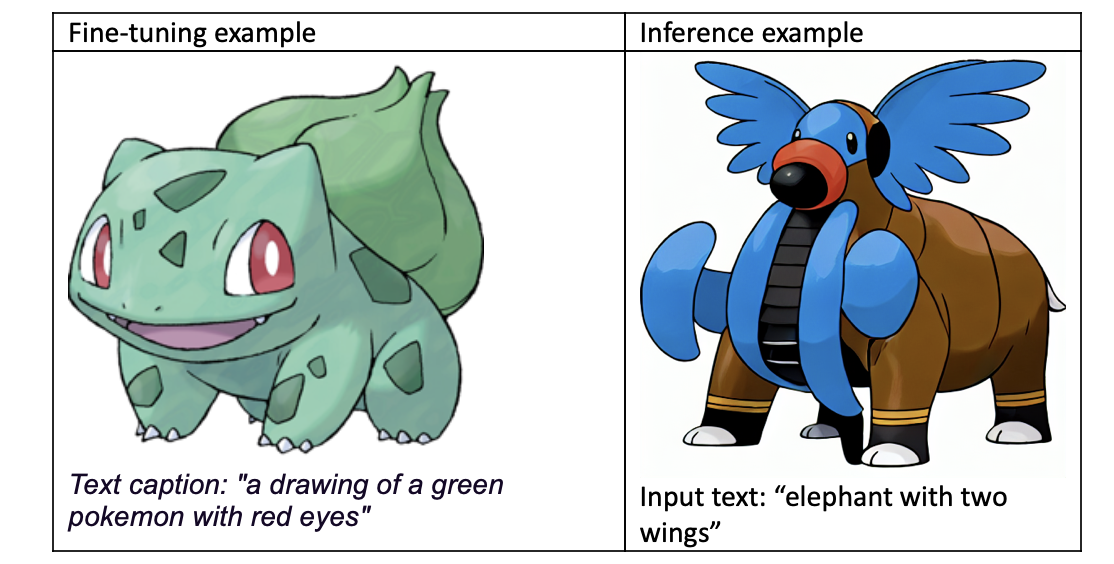 Fine-tuning example
Inference example
Text caption: "a drawing of a green
pokemon with red eyes"
Input text: “elephant with two
wings”